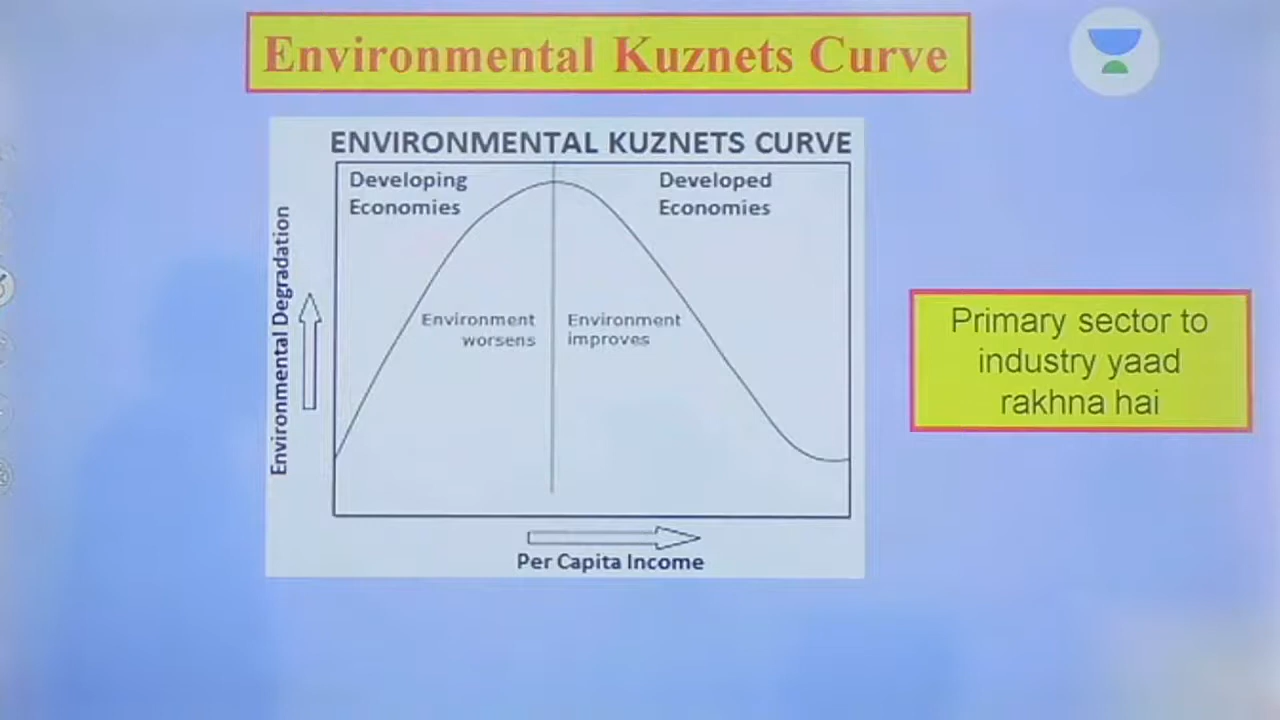 Environmental Kuznets Curve
ENVIRONMENTAL KUZNETS CURVE
Developing
Economies
Developed
Economies
Environmental Degradation
Environment
worsens
Environment
improves
Per Capita Income
Primary sector to
industry yaad
rakhna hai